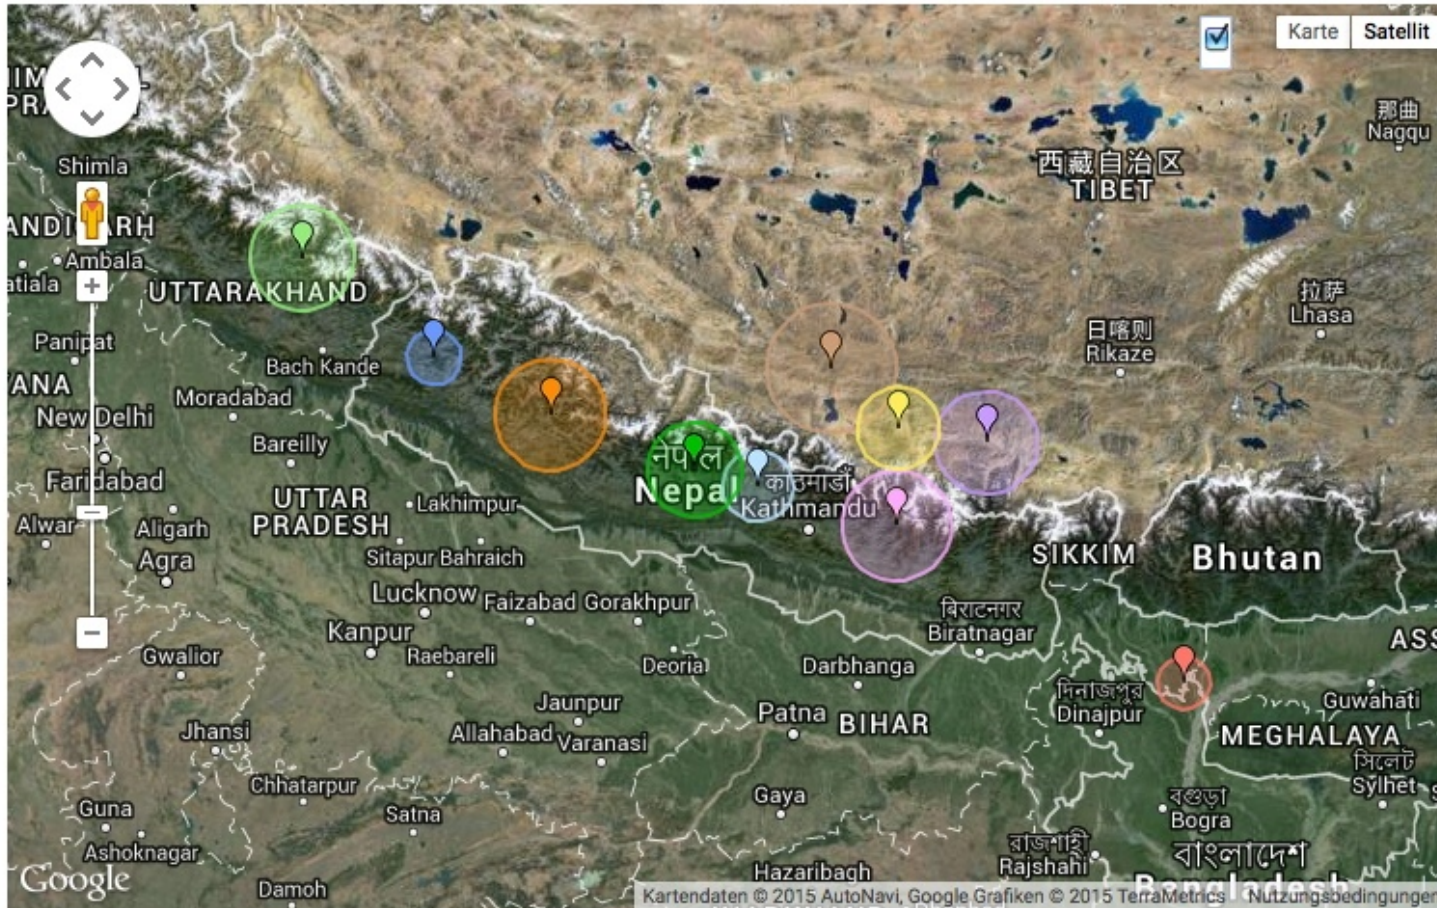 Karte
Satellit
那曲
Nagqu
Shimla
西藏自治区
TIBET
Ambala
UTTARAKHAND
拉萨
Lhasa
日喀则
Rikaze
Panipat
Bach Kande
Moradabad
New Delhi
Bareilly
Faridabad
Nepal
काठमाडौं
Kathmandu
UTTAR
PRADESH
Lakhimpur
Alwar
Aligarh
Agra
Sitapur
Bahraich
SIKKIM
Bhutan
Lucknow
Faizabad
Gorakhpur
बिराटनगर
Biratnagar
Kanpur
Gwalior
Raebareli
Deoria
Darbhanga
দিনাজপুর
Dinajpur
Guwahati
Jaunpur
Patna
BIHAR
MEGHALAYA
Jhansi
Allahabad
Varanasi
সিলেট
Sylhet
Chhatarpur
Gaya
বগুড়া
Bogra
Guna
Satna
রাজশাহী
Rajshahi
বাংলাদেশ
Bangladesh
Ashoknagar
Google
Damoh
Hazaribagh
Kartendaten © 2015 AutoNavi, Google Grafiken © 2015 TerraMetrics
Nutzungsbedingungen